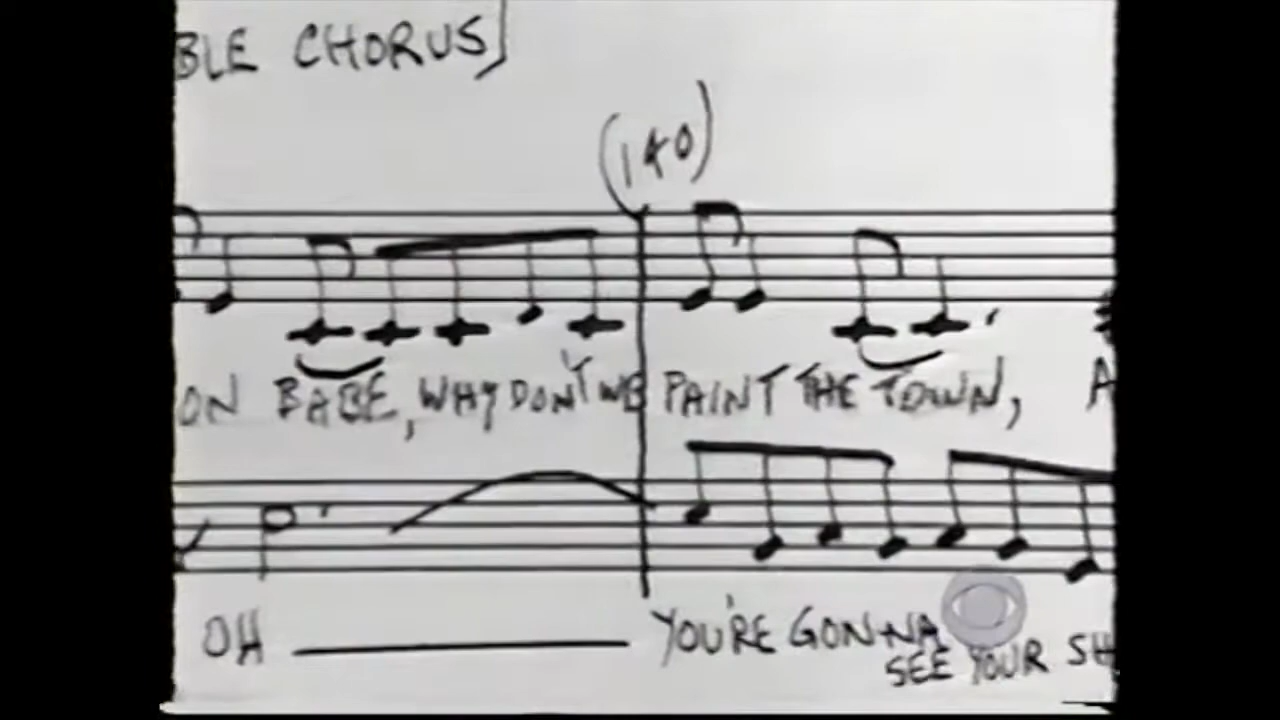 BLE CHORUS)
(140)
ON BABE, WHY DON'T WE PAINT THE TOWN, A
OH YOU'RE GONNA
SEE YOUR SH